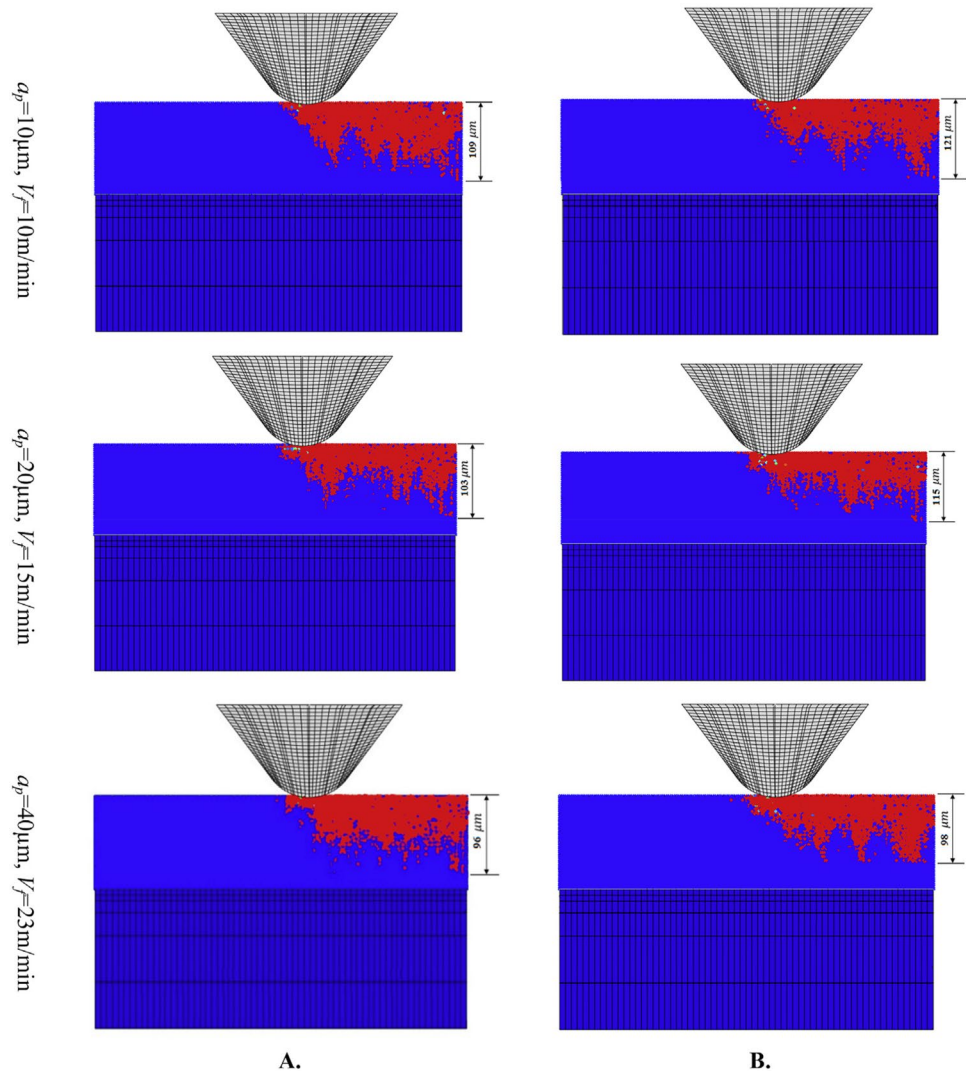 a_p=10μm, V_f=10m/min
109 μm
121 μm
a_p=20μm, V_f=15m/min
103 μm
115 μm
a_p=40μm, V_f=23m/min
96 μm
98 μm
A.
B.